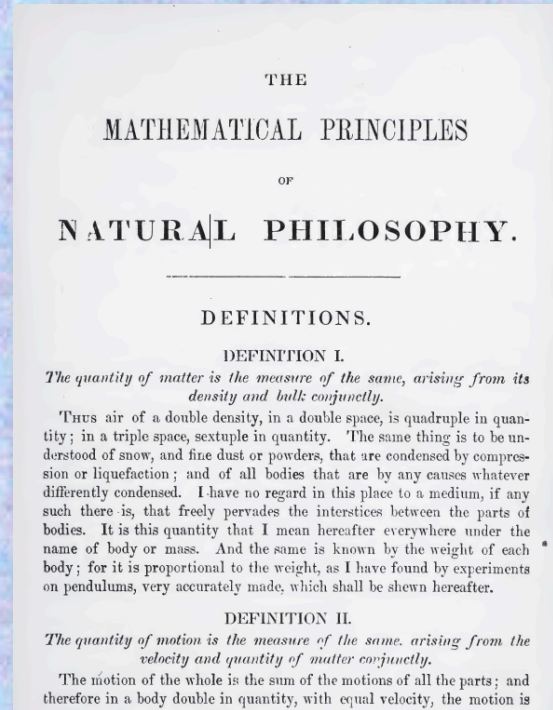 THE
MATHEMATICAL PRINCIPLES
OF
NATURAL PHILOSOPHY.
DEFINITIONS.
DEFINITION I.
The quantity of matter is the measure of the same, arising from its
density and bulk conjunctly.
THUS air of a double density, in a double space, is quadruple in quan-
tity; in a triple space, sextuple in quantity. The same thing is to be un-
derstood of snow, and fine dust or powders, that are condensed by compres-
sion or liquefaction; and of all bodies that are by any causes whatever
differently condensed. I have no regard in this place to a medium, if any
such there is, that freely pervades the interstices between the parts of
bodies. It is this quantity that I mean hereafter everywhere under the
name of body or mass. And the same is known by the weight of each
body; for it is proportional to the weight, as I have found by experiments
on pendulums, very accurately made, which shall be shewn hereafter.
DEFINITION II.
The quantity of motion is the measure of the same. arising from the
velocity and quantity of matter conjunctly.
The motion of the whole is the sum of the motions of all the parts; and
therefore in a body double in quantity, with equal velocity, the motion is